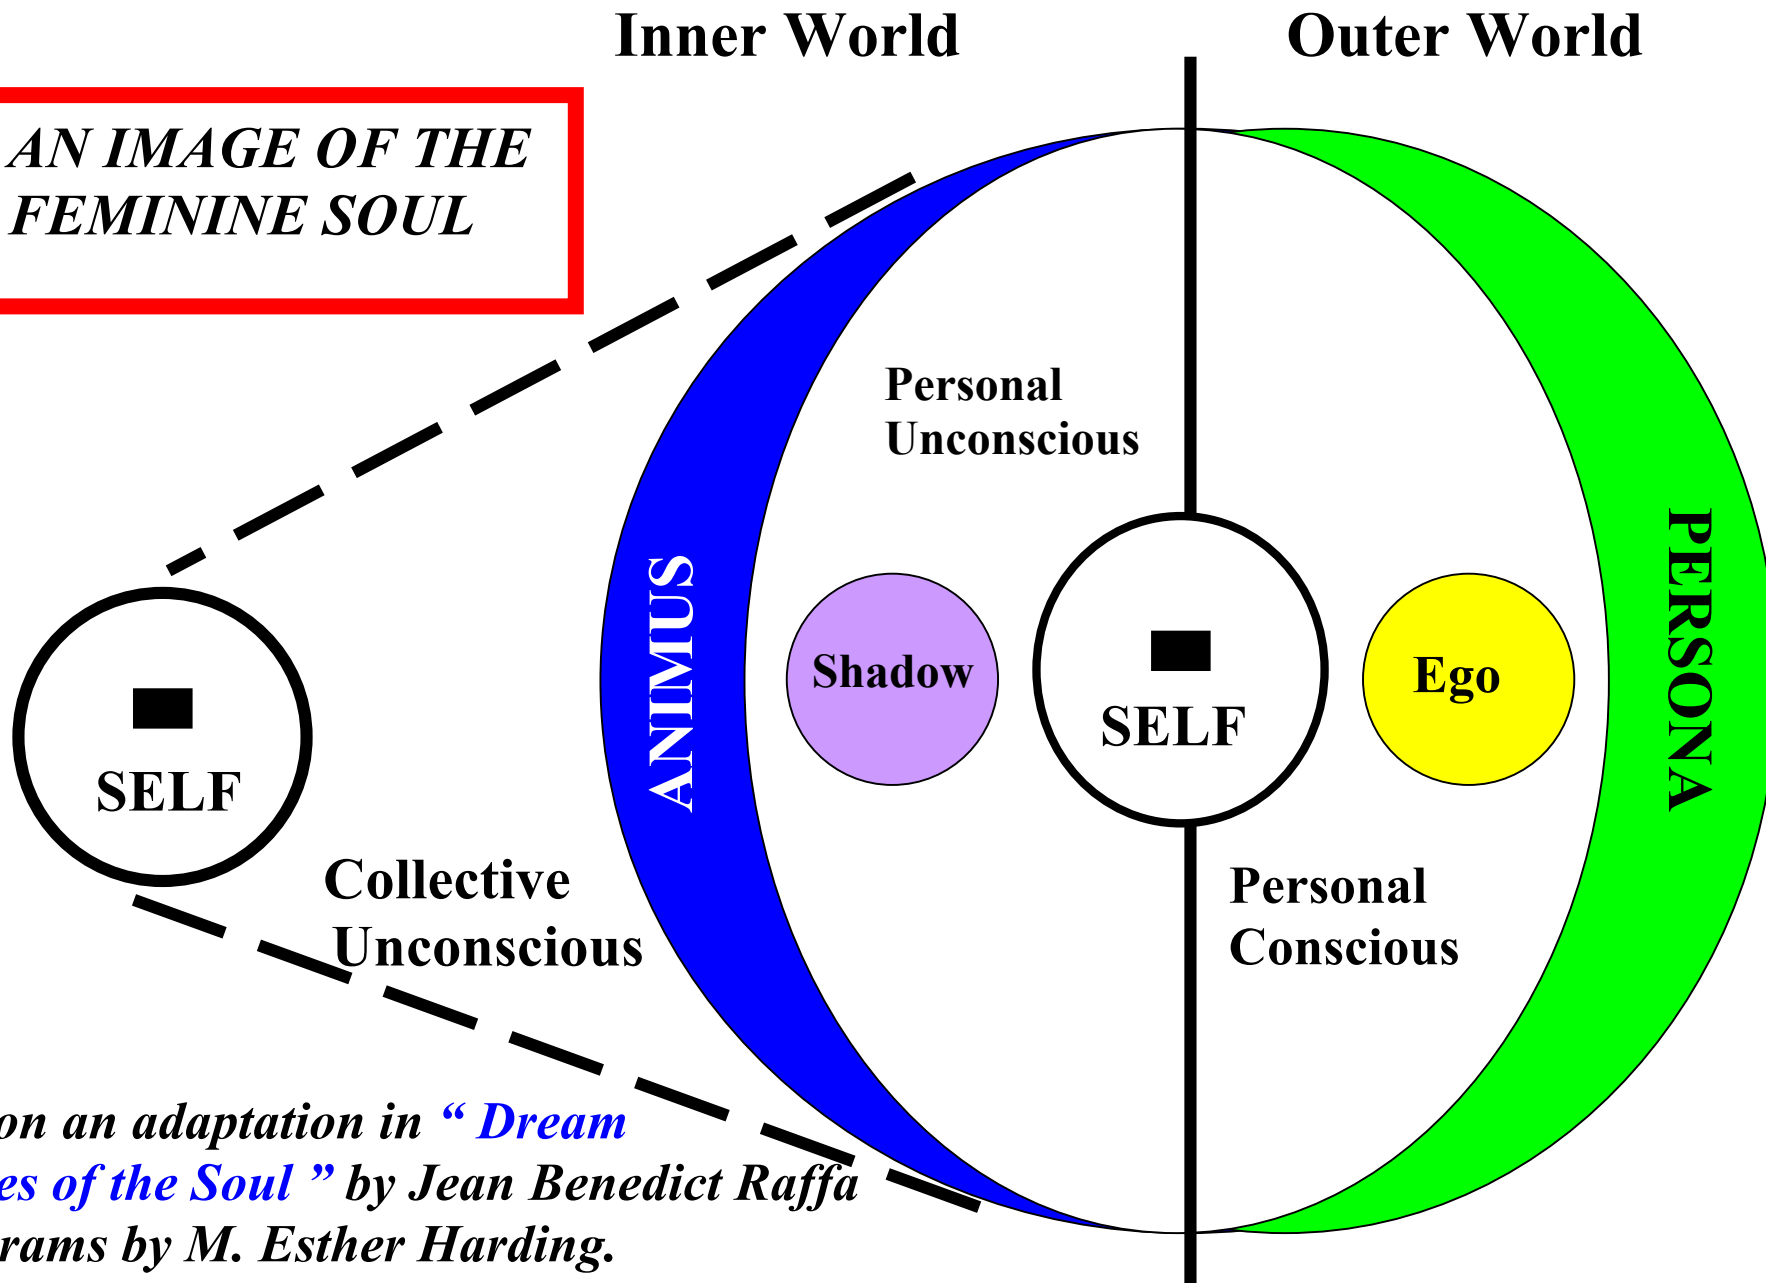 Inner World
Outer World
AN IMAGE OF THE
FEMININE SOUL
Personal
Unconscious
ANIMUS
Shadow
SELF
Ego
PERSONA
SELF
Collective
Unconscious
Personal
Conscious
on an adaptation in “ Dream
es of the Soul ” by Jean Benedict Raffa
rams by M. Esther Harding.